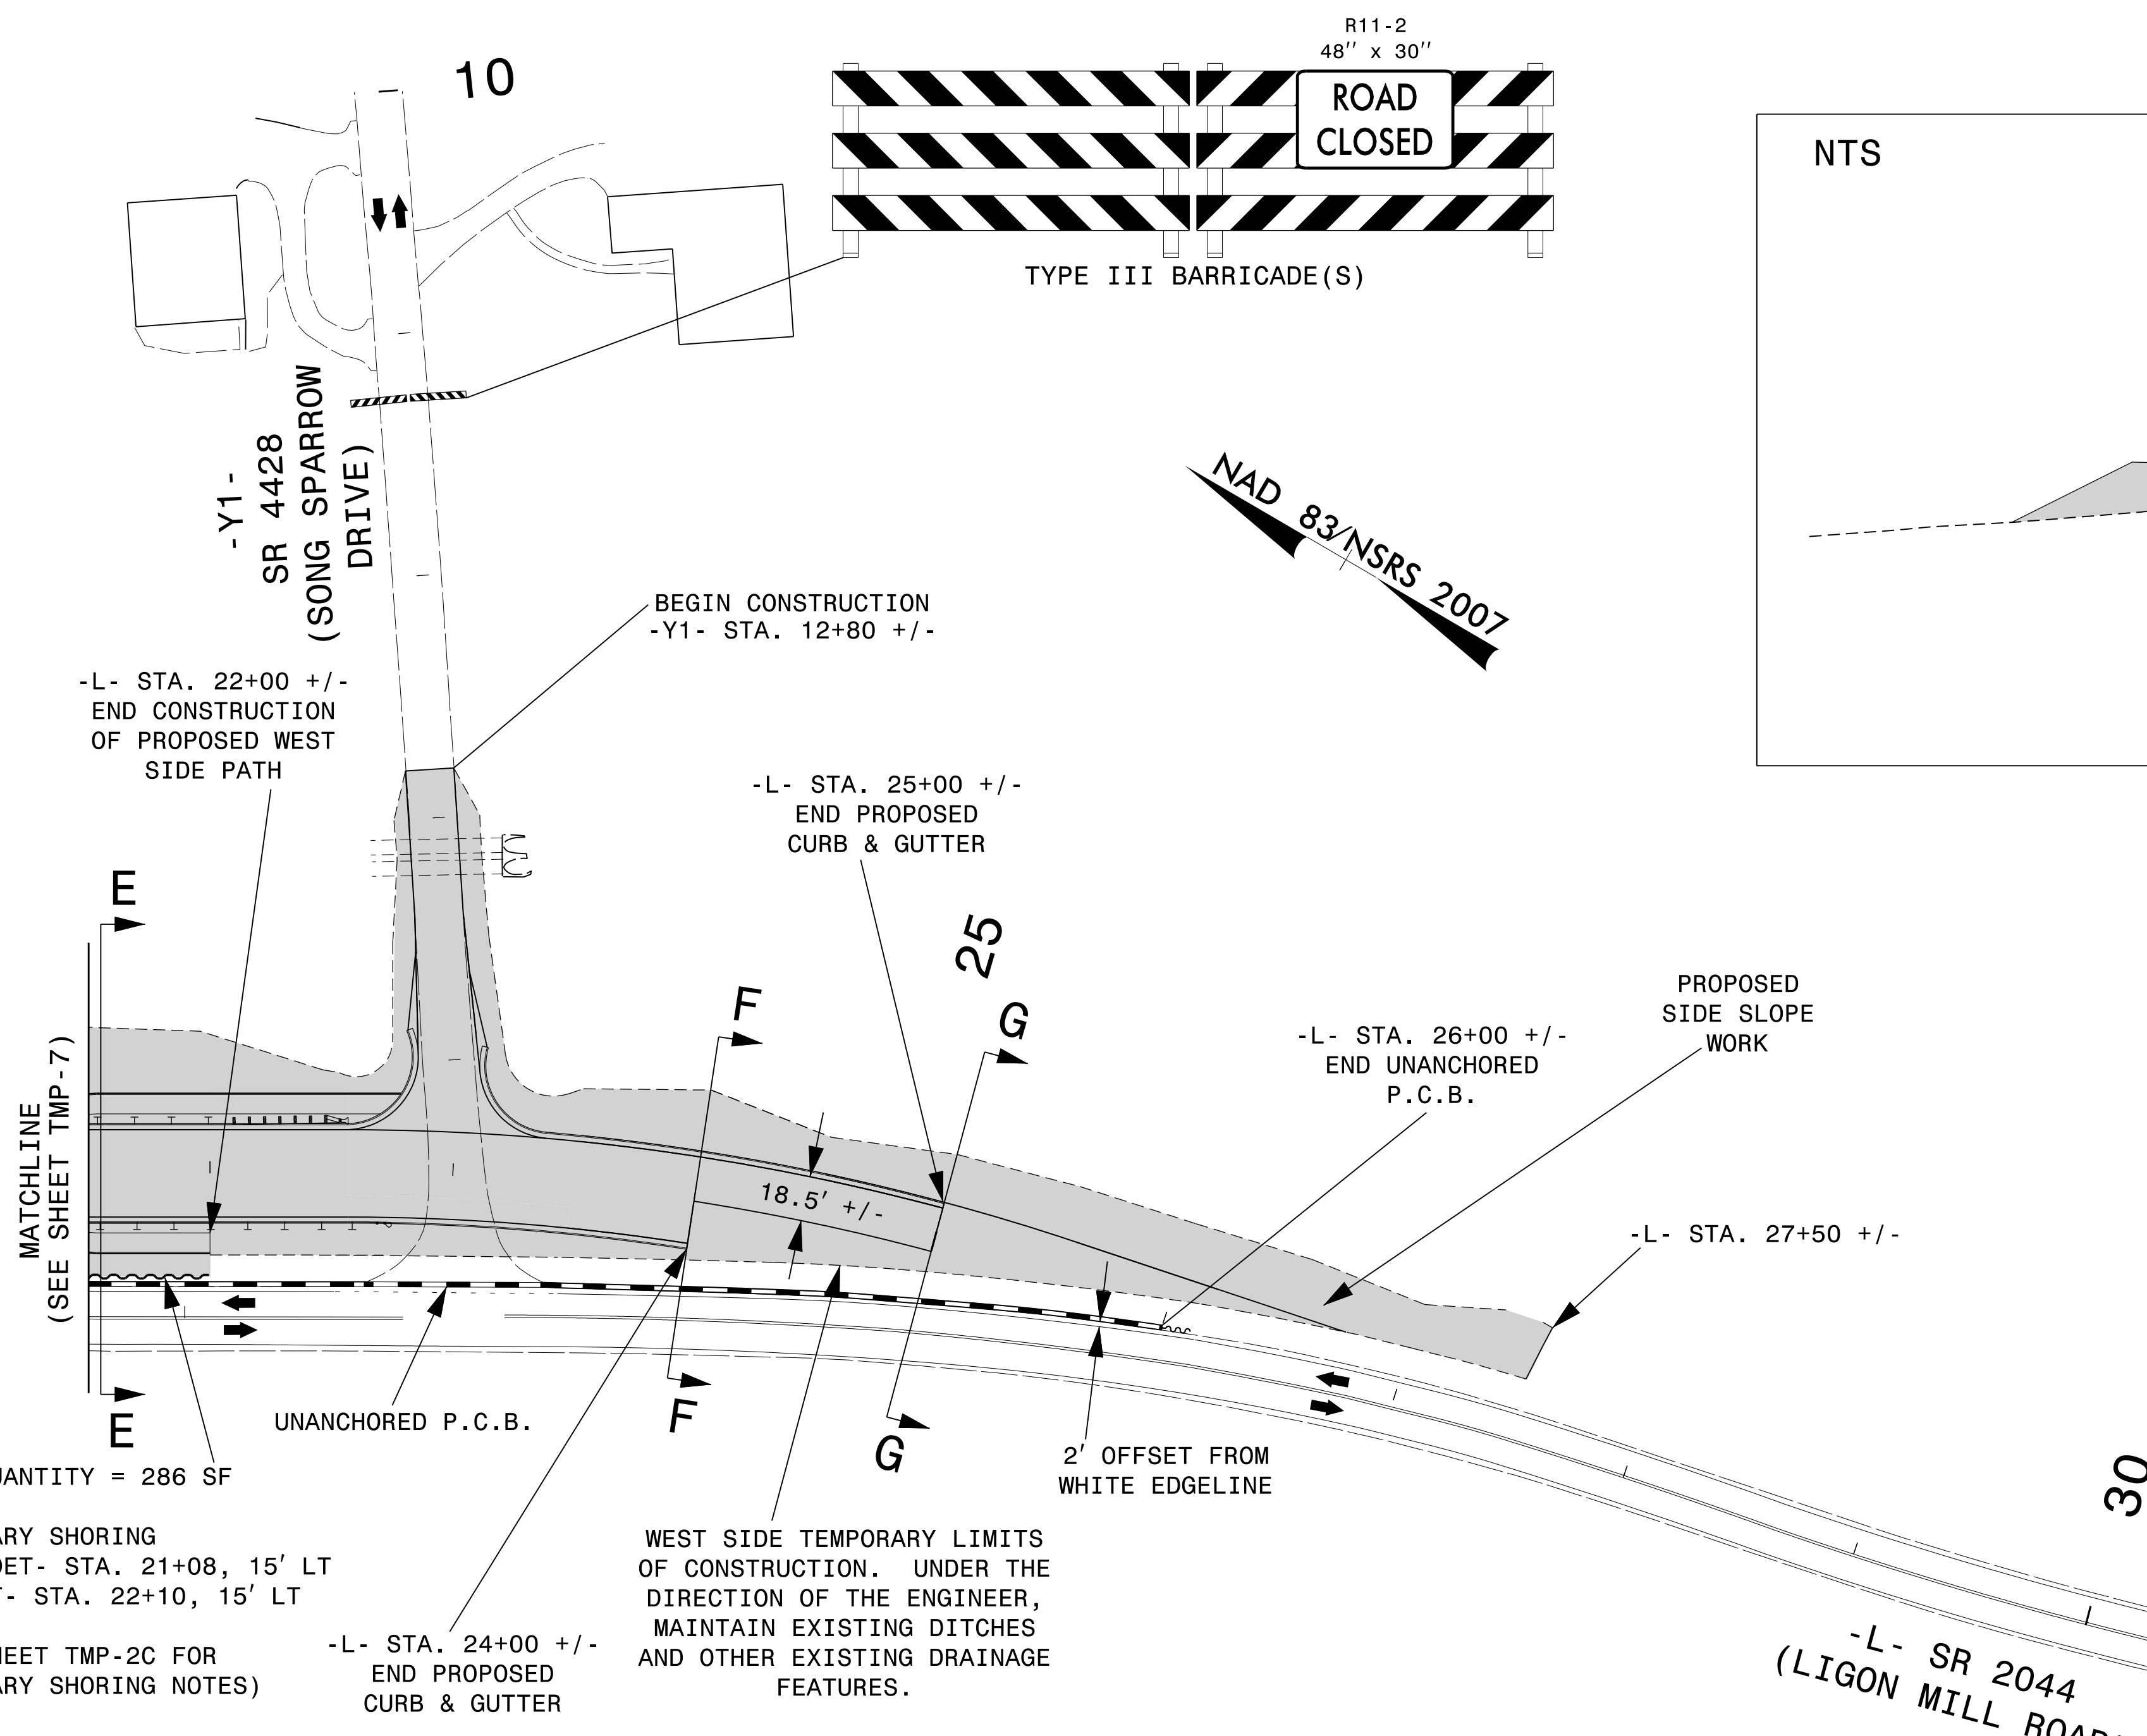 10
R11-2
48" x 30"
ROAD
CLOSED
TYPE III BARRICADE(S)
NTS
-Y1-
SR 4428
(SONG SPARROW
DRIVE)
NAD 83/NSRS 2007
BEGIN CONSTRUCTION
-Y1- STA. 12+80 +/-
-L- STA. 22+00 +/-
END CONSTRUCTION
OF PROPOSED WEST
SIDE PATH
-L- STA. 25+00 +/-
END PROPOSED
CURB & GUTTER
E
F
25
G
PROPOSED
SIDE SLOPE
WORK
-L- STA. 26+00 +/-
END UNANCHORED
P.C.B.
MATCHLINE
(SEE SHEET TMP-7)
18.5' +/-
-L- STA. 27+50 +/-
E
UNANCHORED P.C.B.
F
G
2' OFFSET FROM
WHITE EDGELINE
30
= 286 SF
SHORING
STA. 21+08, 15' LT
STA. 22+10, 15' LT
TMP-2C FOR
SHORING NOTES)
-L- STA. 24+00 +/-
END PROPOSED
CURB & GUTTER
WEST SIDE TEMPORARY LIMITS
OF CONSTRUCTION. UNDER THE
DIRECTION OF THE ENGINEER,
MAINTAIN EXISTING DITCHES
AND OTHER EXISTING DRAINAGE
FEATURES.
-L- SR 2044
(LIGON MILL ROAD